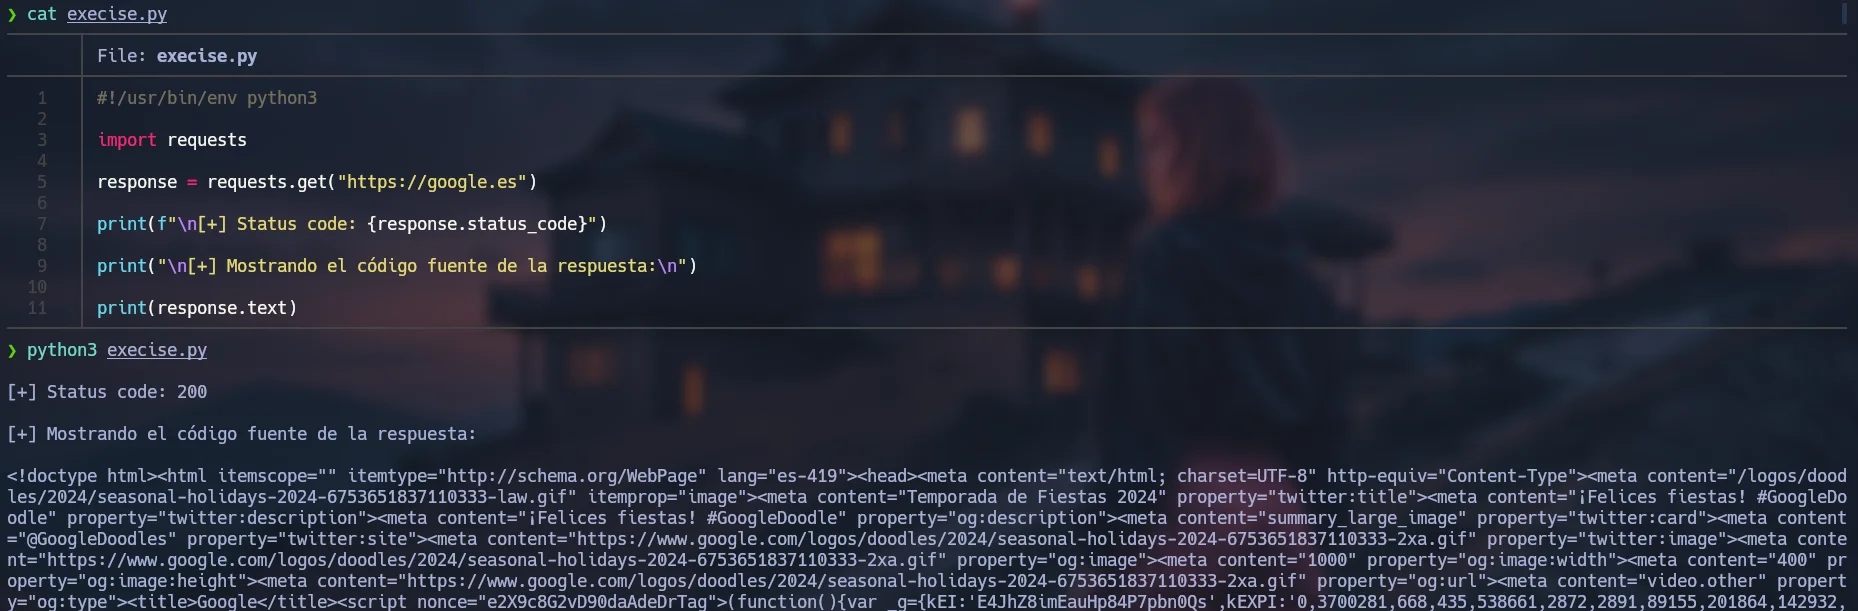 ❯ cat execise.py
File: execise.py
1 #!/usr/bin/env python3
2
3 import requests
4
5 response = requests.get("https://google.es")
6
7 print(f"\n[+] Status code: {response.status_code}")
8
9 print("\n[+] Mostrando el código fuente de la respuesta:\n")
10
11 print(response.text)
❯ python3 execise.py
[+] Status code: 200
[+] Mostrando el código fuente de la respuesta:
<!doctype html><html itemscope="" itemtype="http://schema.org/WebPage" lang="es-419"><head><meta content="text/html; charset=UTF-8" http-equiv="Content-Type"><meta content="/logos/dood
les/2024/seasonal-holidays-2024-6753651837110333-law.gif" itemprop="image"><meta content="Temporada de Fiestas 2024" property="twitter:title"><meta content="¡Felices fiestas! #GoogleDo
odle" property="twitter:description"><meta content="¡Felices fiestas! #GoogleDoodle" property="og:description"><meta content="summary_large_image" property="twitter:card"><meta content
="@GoogleDoodles" property="twitter:site"><meta content="https://www.google.com/logos/doodles/2024/seasonal-holidays-2024-6753651837110333-2xa.gif" property="twitter:image"><meta conte
nt="https://www.google.com/logos/doodles/2024/seasonal-holidays-2024-6753651837110333-2xa.gif" property="og:image"><meta content="1000" property="og:image:width"><meta content="400" pr
operty="og:image:height"><meta content="https://www.google.com/logos/doodles/2024/seasonal-holidays-2024-6753651837110333-2xa.gif" property="og:url"><meta content="video.other" propert
y="og:type"><title>Google</title><script nonce="e2X9c8G2vD90daAdeDrTag">(function(){var _g={kEI:'E4JhZ8imEauHp84P7pbn0Qs',kEXPI:'0,3700281,668,435,538661,2872,2891,89155,201864,142932,